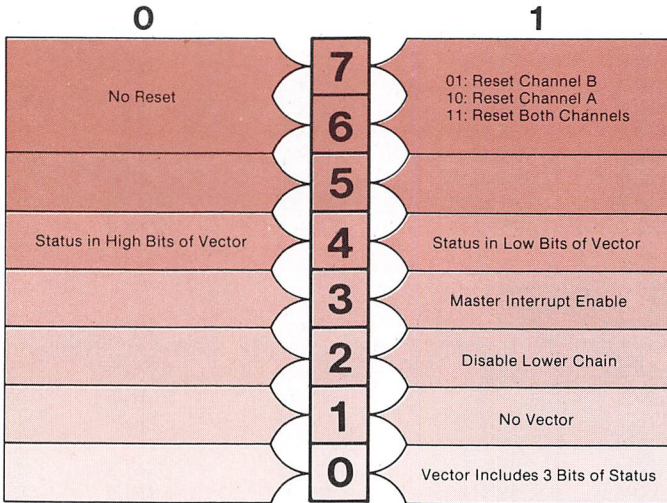 0
1
7
No Reset
01: Reset Channel B
10: Reset Channel A
11: Reset Both Channels
6
5
Status in High Bits of Vector
4
Status in Low Bits of Vector
3
Master Interrupt Enable
2
Disable Lower Chain
1
No Vector
0
Vector Includes 3 Bits of Status